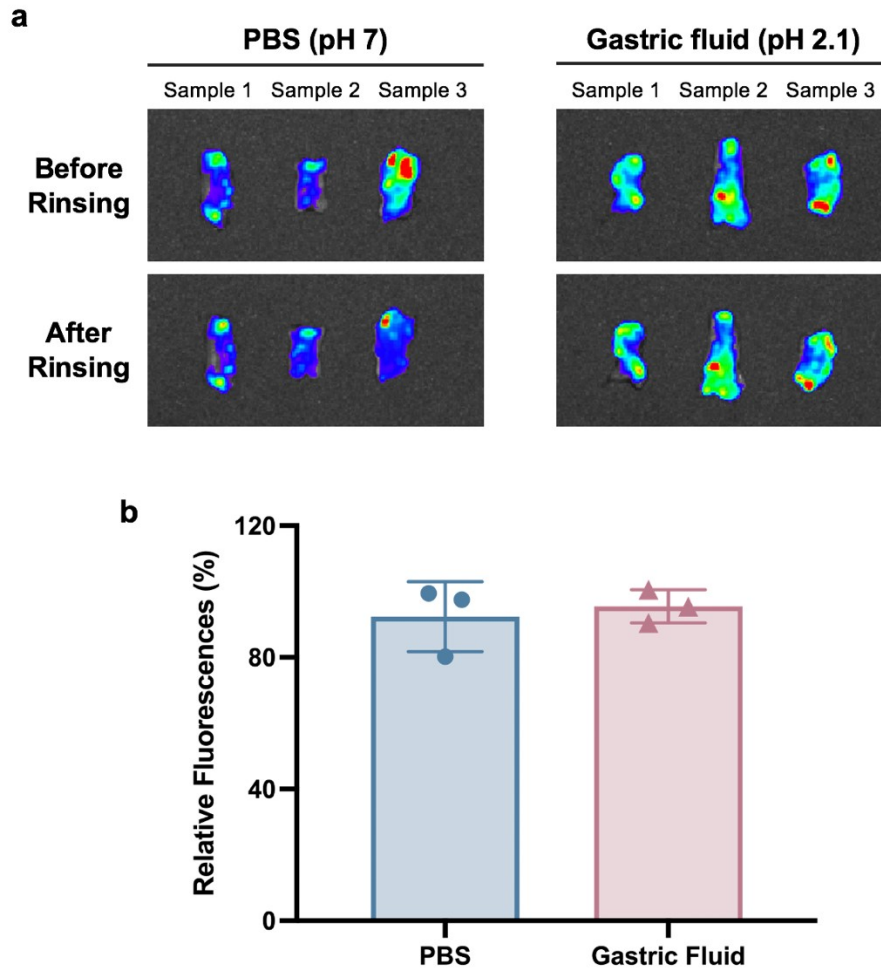 a
PBS (pH 7)
Gastric fluid (pH 2.1)
Sample 1 Sample 2 Sample 3
Sample 1 Sample 2 Sample 3
Before
Rinsing
After
Rinsing
b
Relative Fluorescences (%)
120
80
40
0
PBS
Gastric Fluid